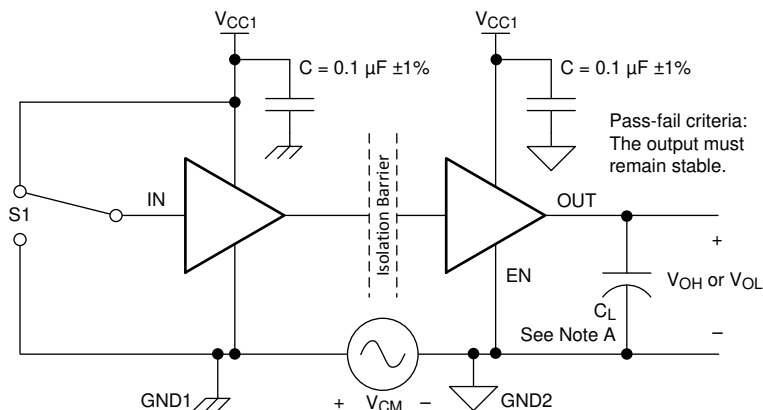 VCC1
VCC1
C = 0.1 µF ±1%
C = 0.1 µF ±1%
Pass-fail criteria:
The output must
remain stable.
S1
IN
Isolation Barrier
OUT
EN
+
VOH or VOL
CL
See Note A
–
GND1
+ VCM –
GND2